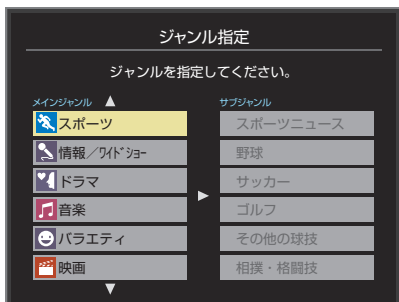 ジャンル指定
ジャンルを指定してください。
メインジャンル
スポーツ
情報／ﾜｲﾄﾞｼｮｰ
ドラマ
音楽
バラエティ
映画
サブジャンル
スポーツニュース
野球
サッカー
ゴルフ
その他の球技
相撲・格闘技